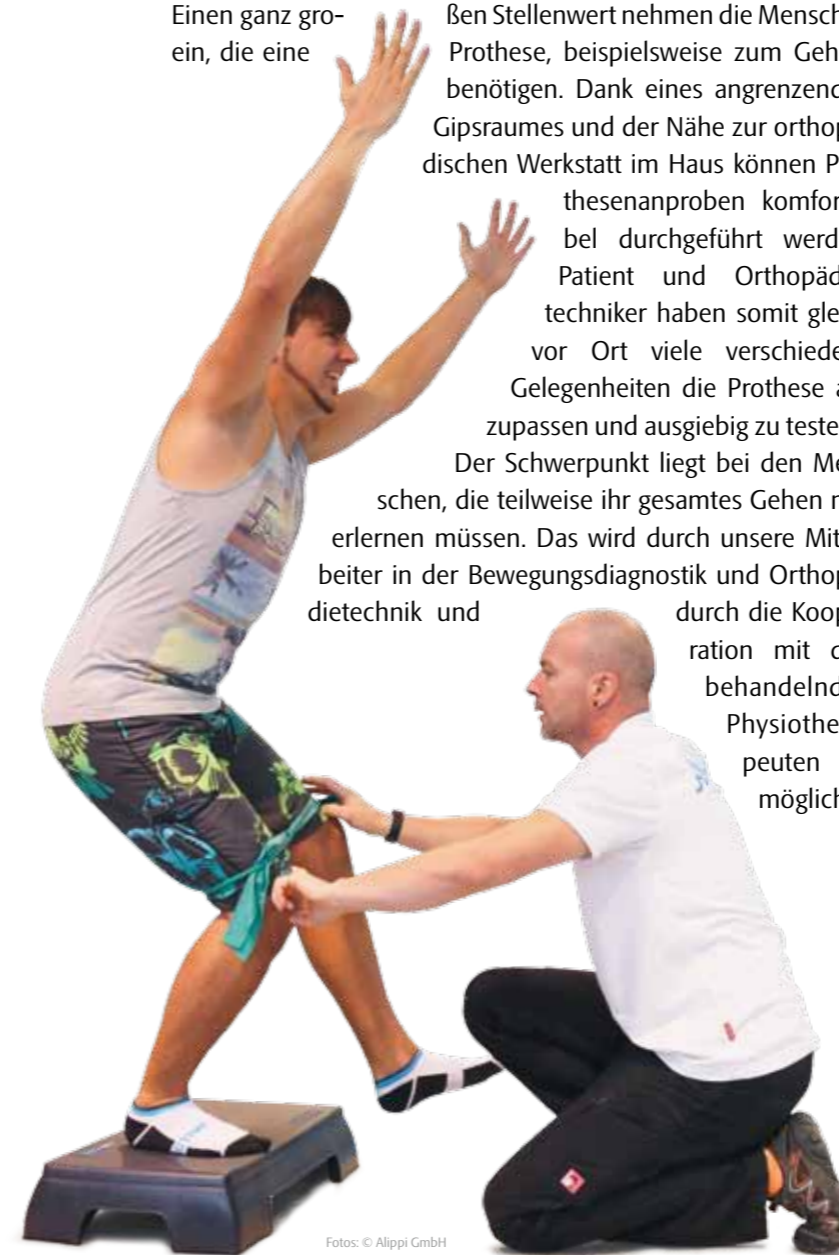 Einen ganz gro- ßen Stellenwert nehmen die Mensch
ein, die eine Prothese, beispielsweise zum Geh
benötigen. Dank eines angrenzend
Gipsraumes und der Nähe zur orthop
dischen Werkstatt im Haus können P
thesenanproben komfor
bel durchgeführt werd
Patient und Orthopäd
techniker haben somit gle
vor Ort viele verschiede
Gelegenheiten die Prothese a
zupassen und ausgiebig zu teste
Der Schwerpunkt liegt bei den Me
schen, die teilweise ihr gesamtes Gehen
erlernen müssen. Das wird durch unsere Mit
beiter in der Bewegungsdiagnostik und Orthop
dietechnik und durch die Koop
ration mit d
behandelnd
Physiothe
peuten
möglich
Fotos: © Alippi GmbH